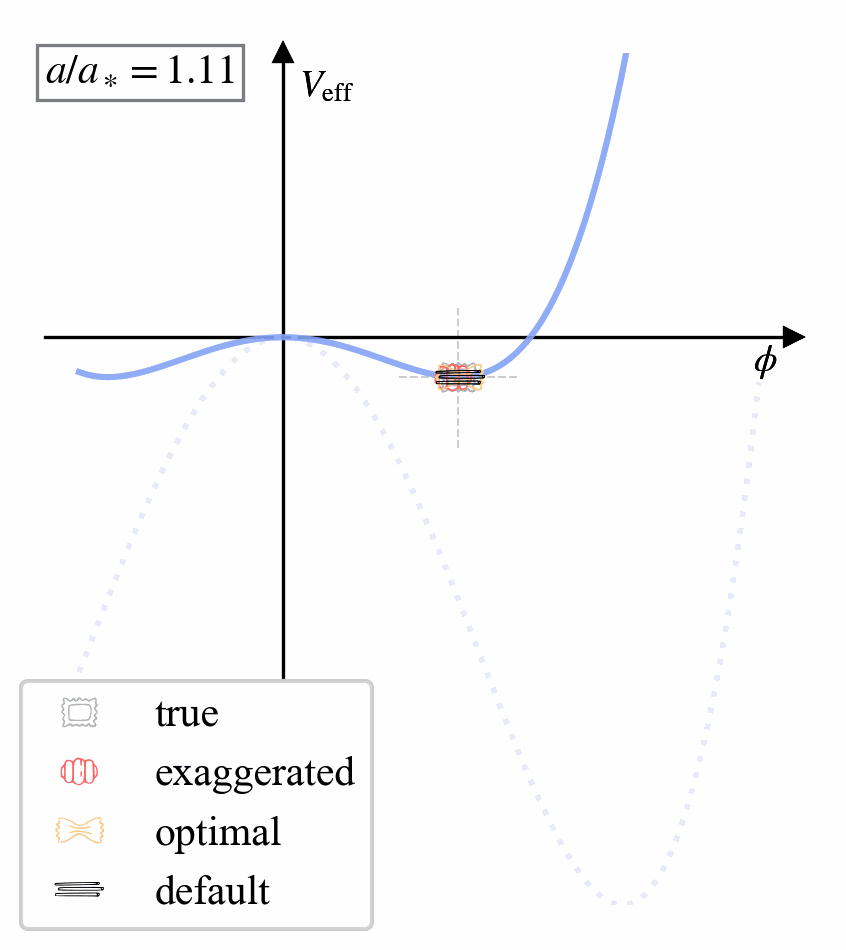 a/a* = 1.11
V_eff
ϕ
true
exaggerated
optimal
default